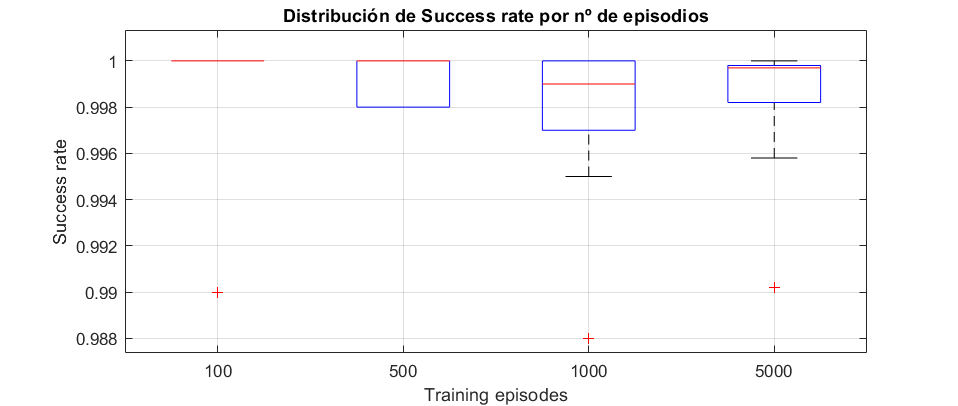 Distribución de Success rate por nº de episodios
1
0.998
0.996
0.994
0.992
0.99
0.988
Success rate
100 500 1000 5000
Training episodes